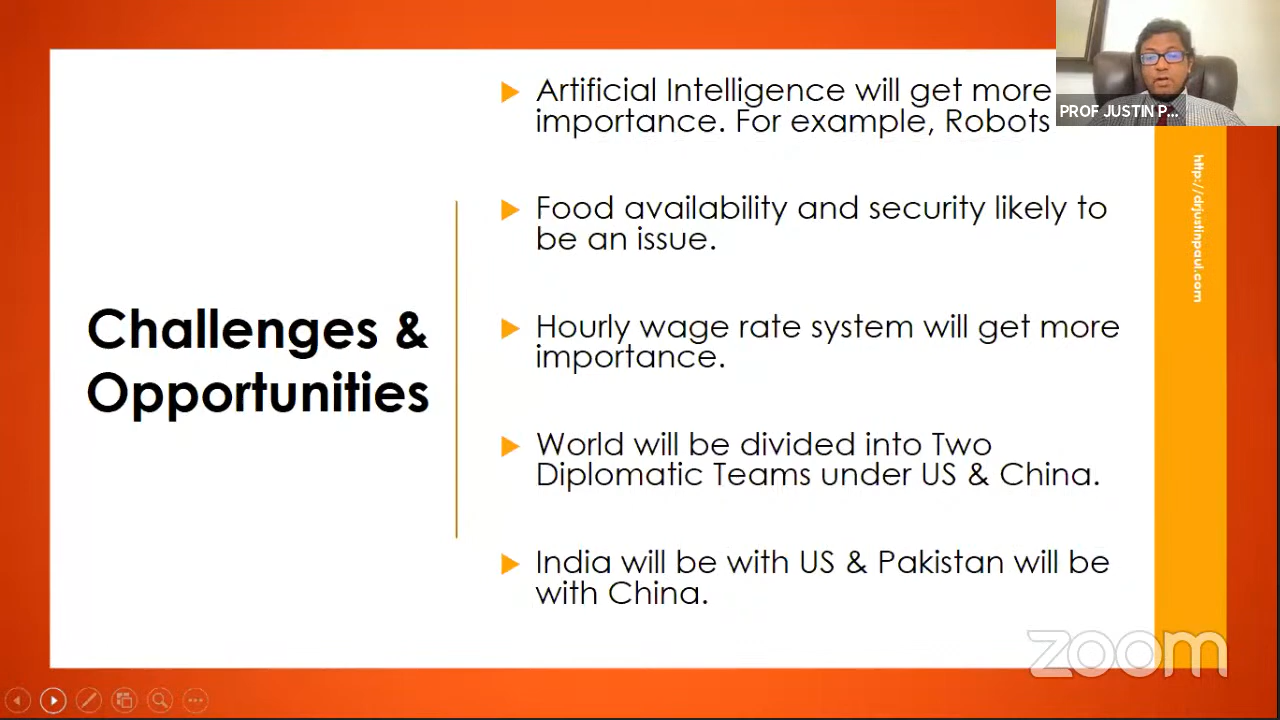 Challenges &
Opportunities
Artificial Intelligence will get more
importance. For example, Robots
Food availability and security likely to
be an issue.
Hourly wage rate system will get more
importance.
World will be divided into Two
Diplomatic Teams under US & China.
India will be with US & Pakistan will be
with China.
PROF JUSTIN P...
http://drjustinpaul.com
zoom